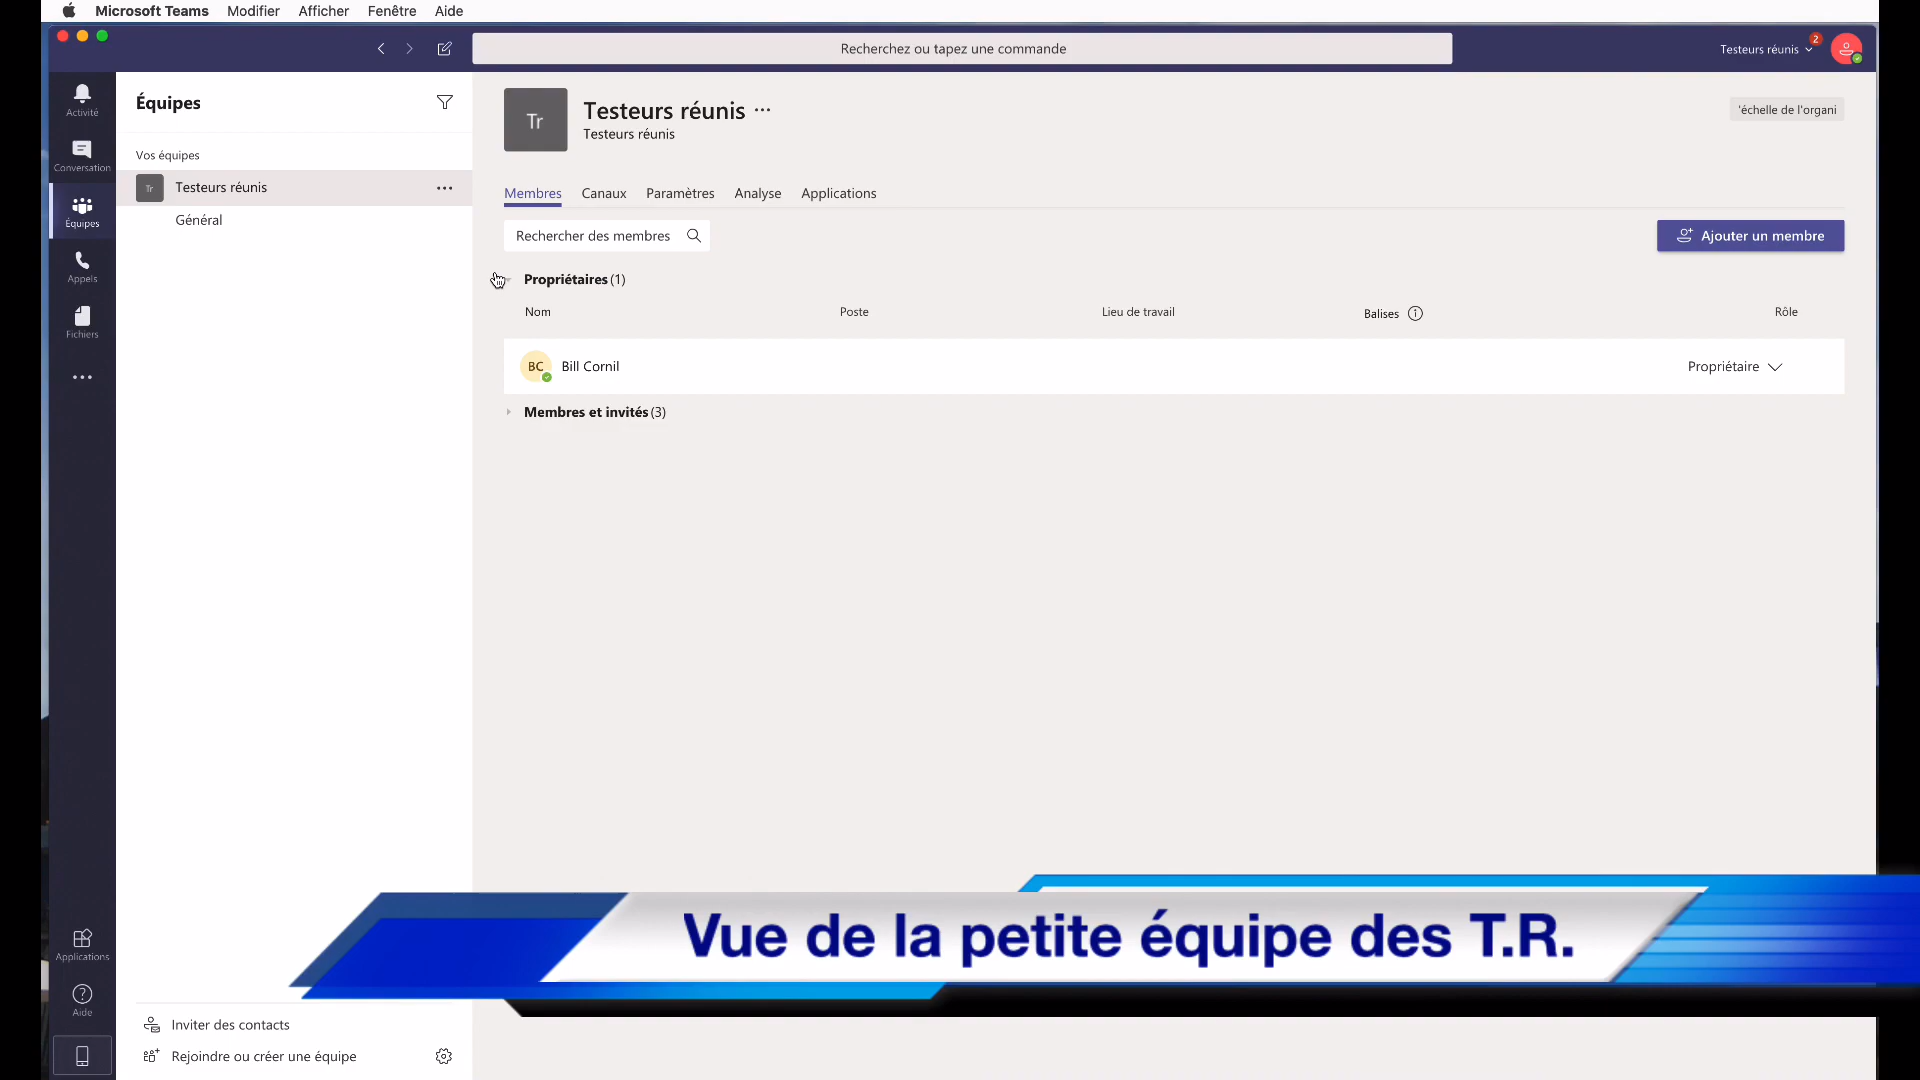 Microsoft Teams Modifier Afficher Fenêtre Aide
Recherchez ou tapez une commande
Testeurs réunis
2
Activité
Conversation
Équipes
Appels
Fichiers
Applications
Aide
Équipes
Vos équipes
Tr Testeurs réunis
Général
Inviter des contacts
Rejoindre ou créer une équipe
Tr
Testeurs réunis
Testeurs réunis
'échelle de l'organi
Membres Canaux Paramètres Analyse Applications
Rechercher des membres
Ajouter un membre
Propriétaires (1)
Nom Poste Lieu de travail Balises Rôle
BC Bill Cornil Propriétaire
Membres et invités (3)
Vue de la petite équipe des T.R.